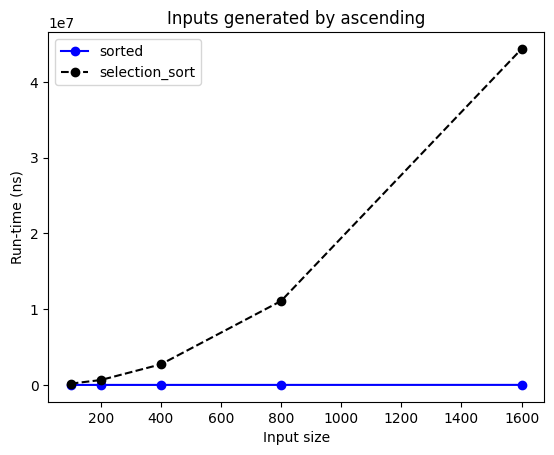 Inputs generated by ascending
1e7
sorted
selection_sort
4
3
2
1
0
Run-time (ns)
200 400 600 800 1000 1200 1400 1600
Input size